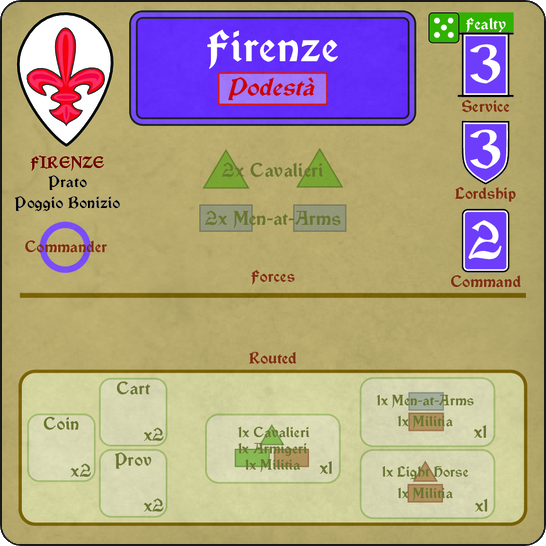 Firenze
Podestà
Fealty
3
Service
3
Lordship
2
Command
FIRENZE
Prato
Poggio Bonizio
Commander
2x Cavalieri
2x Men-at-Arms
Forces
Routed
Coin
x2
Cart
x2
Prov
x2
1x Cavalieri
1x Armigeri
1x Militia
x1
1x Men-at-Arms
1x Militia
x1
1x Light Horse
1x Militia
x1